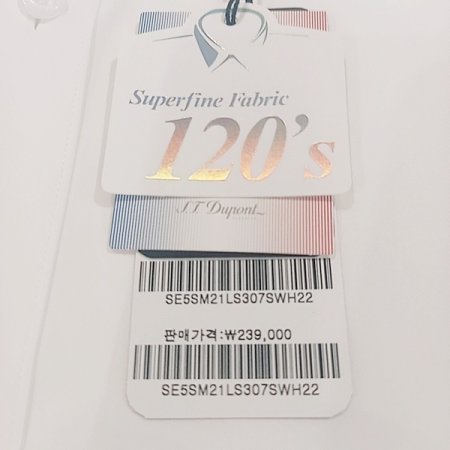 Superfine Fabric
120's
S.T. Dupont
SE5SM21LS307SWH22
판매가격:₩239,000
SE5SM21LS307SWH22